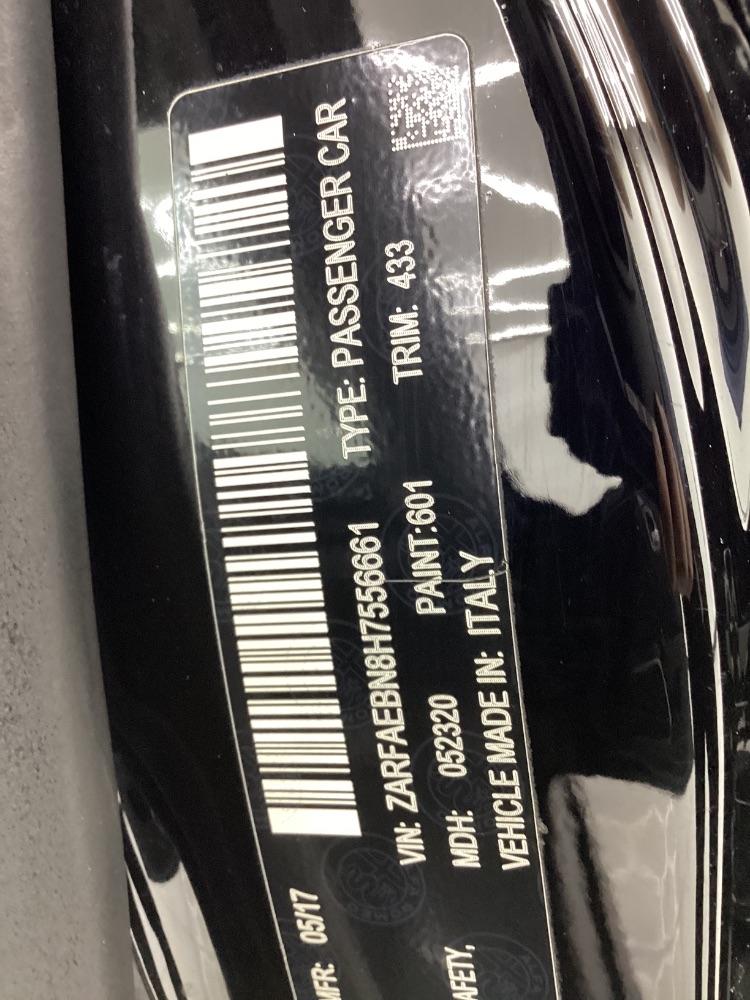 MFR: 05/17
AFETY,
VIN: ZARFAEBN8H7556661 TYPE: PASSENGER CAR
MDH: 052320 PAINT:601 TRIM: 433
VEHICLE MADE IN: ITALY